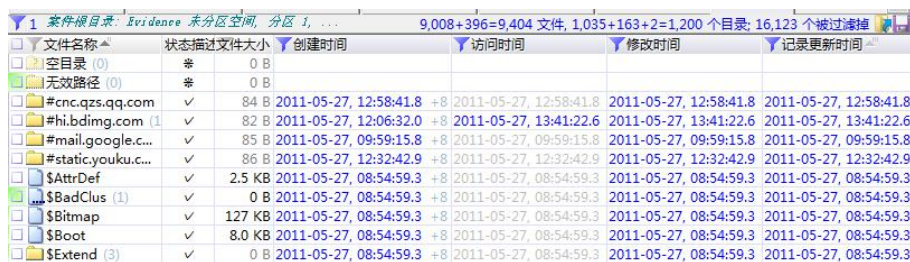 1 案件根目录: Evidence 未分区空间, 分区 1, ... 9,008+396=9,404 文件, 1,035+163+2=1,200 个目录; 16,123 个被过滤掉
文件名称 状态描述 文件大小 创建时间 访问时间 修改时间 记录更新时间
空目录 (0) 0 B
无效路径 (0) 0 B
#cnc.qzs.qq.com 84 B 2011-05-27, 12:58:41.8 +8 2011-05-27, 12:58:41.8 2011-05-27, 12:58:41.8 2011-05-27, 12:58:41.8
#hi.bdimg.com (1 82 B 2011-05-27, 12:06:32.0 +8 2011-05-27, 13:41:22.6 2011-05-27, 13:41:22.6 2011-05-27, 13:41:22.6
#mail.google.c... 85 B 2011-05-27, 09:59:15.8 +8 2011-05-27, 09:59:15.8 2011-05-27, 09:59:15.8 2011-05-27, 09:59:15.8
#static.youku.c... 86 B 2011-05-27, 12:32:42.9 +8 2011-05-27, 12:32:42.9 2011-05-27, 12:32:42.9 2011-05-27, 12:32:42.9
$AttrDef 2.5 KB 2011-05-27, 08:54:59.3 +8 2011-05-27, 08:54:59.3 2011-05-27, 08:54:59.3 2011-05-27, 08:54:59.3
$BadClus (1) 0 B 2011-05-27, 08:54:59.3 +8 2011-05-27, 08:54:59.3 2011-05-27, 08:54:59.3 2011-05-27, 08:54:59.3
$Bitmap 127 KB 2011-05-27, 08:54:59.3 +8 2011-05-27, 08:54:59.3 2011-05-27, 08:54:59.3 2011-05-27, 08:54:59.3
$Boot 8.0 KB 2011-05-27, 08:54:59.3 +8 2011-05-27, 08:54:59.3 2011-05-27, 08:54:59.3 2011-05-27, 08:54:59.3
$Extend (3) 0 B 2011-05-27, 08:54:59.3 +8 2011-05-27, 08:54:59.3 2011-05-27, 08:54:59.3 2011-05-27, 08:54:59.3